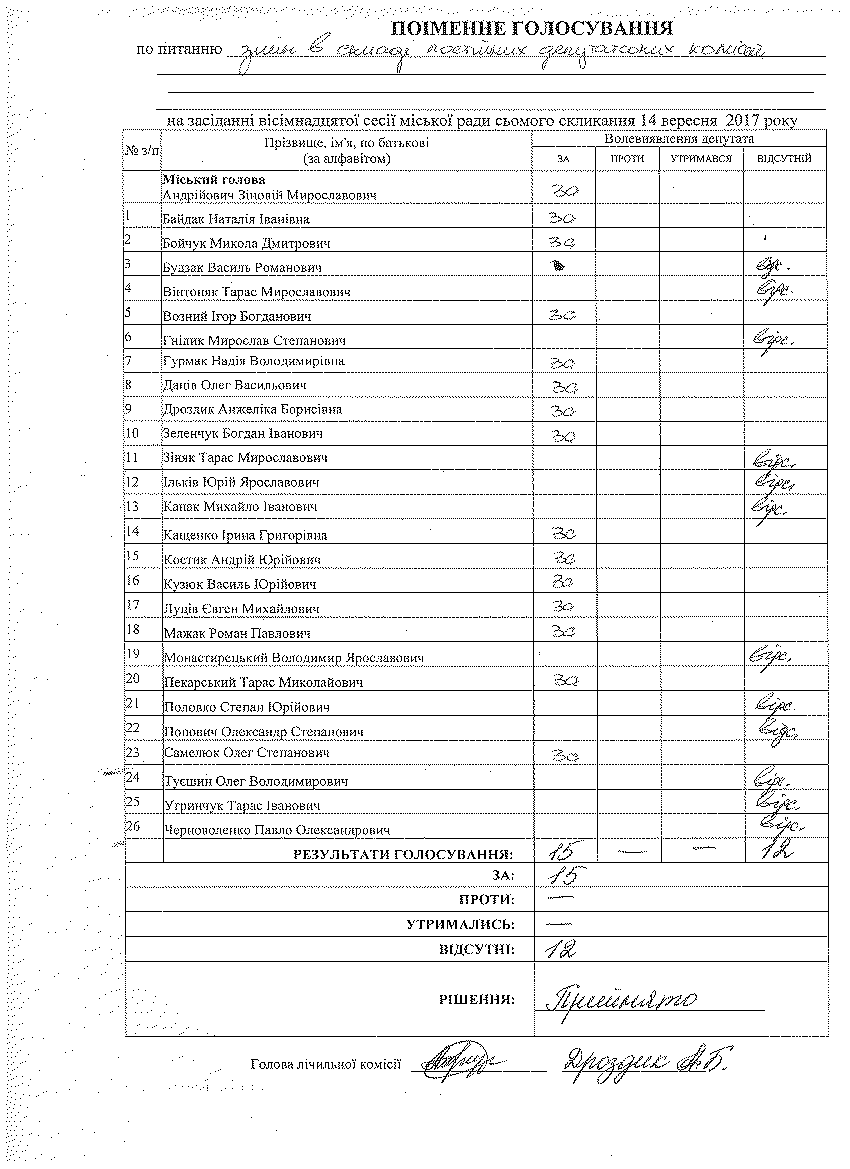 ПОІМЕННЕ ГОЛОСУВАННЯ
по питанню змін в складі постійних депутатських комісій
на засіданні вісімнадцятої сесії міської ради сьомого скликання 14 вересня 2017 року
№ з/п Прізвище, ім'я, по батькові (за алфавітом) Волевиявлення депутата
ЗА ПРОТИ УТРИМАВСЯ ВІДСУТНІЙ
Міський голова
Андрійович Зіновій Мирославович за
1 Байдак Наталія Іванівна за
2 Бойчук Микола Дмитрович за
3 Будзак Василь Романович відс.
4 Вінтоняк Тарас Мирославович відс.
5 Возний Ігор Богданович за
6 Гнідик Мирослав Степанович відс.
7 Гурмак Надія Володимирівна за
8 Данів Олег Васильович за
9 Дроздик Анжеліка Борисівна за
10 Зеленчук Богдан Іванович за
11 Зіняк Тарас Мирославович відс.
12 Ільків Юрій Ярославович відс.
13 Капак Михайло Іванович відс.
14 Кащенко Ірина Григорівна за
15 Костик Андрій Юрійович за
16 Кузюк Василь Юрійович за
17 Луців Євген Михайлович за
18 Мажак Роман Павлович за
19 Монастирецький Володимир Ярославович відс.
20 Пекарський Тарас Миколайович за
21 Половко Степан Юрійович відс.
22 Попович Олександр Степанович відс.
23 Самелюк Олег Степанович за
24 Туєшин Олег Володимирович відс.
25 Угринчук Тарас Іванович відс.
26 Черноволенко Павло Олександрович відс.
РЕЗУЛЬТАТИ ГОЛОСУВАННЯ: 15 — — 12
ЗА: 15
ПРОТИ: —
УТРИМАЛИСЬ: —
ВІДСУТНІ: 12
РІШЕННЯ: Прийнято
Голова лічильної комісії Дроздик А.Б.